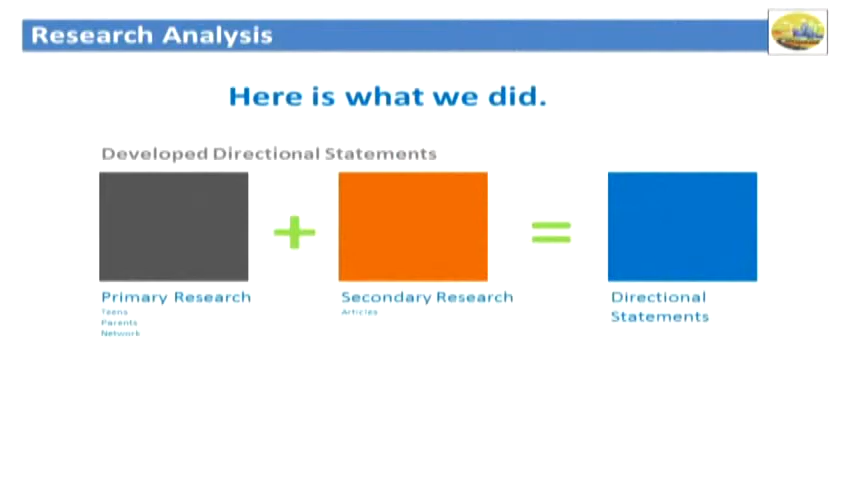 Research Analysis
Here is what we did.
Developed Directional Statements
+
=
Primary Research
Teens
Parents
Network
Secondary Research
Articles
Directional
Statements